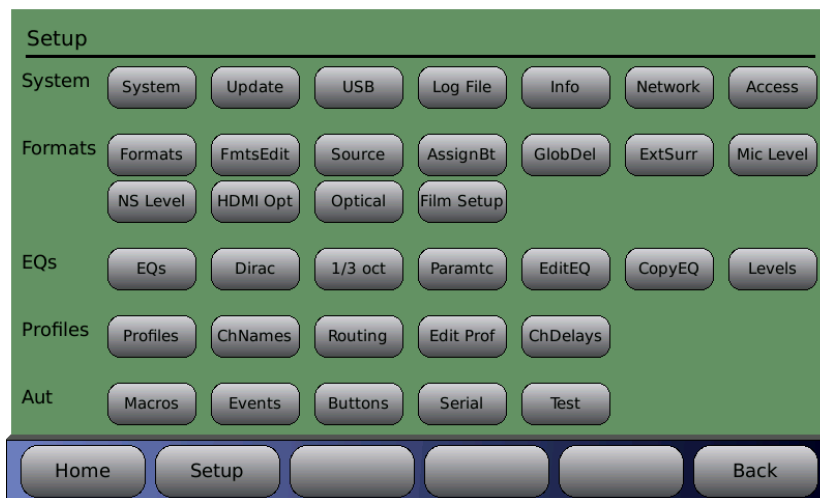 Setup
System System Update USB Log File Info Network Access
Formats Formats FmtsEdit Source AssignBt GlobDel ExtSurr Mic Level
NS Level HDMI Opt Optical Film Setup
EQs EQs Dirac 1/3 oct Paramtc EditEQ CopyEQ Levels
Profiles Profiles ChNames Routing Edit Prof ChDelays
Aut Macros Events Buttons Serial Test
Home Setup Back